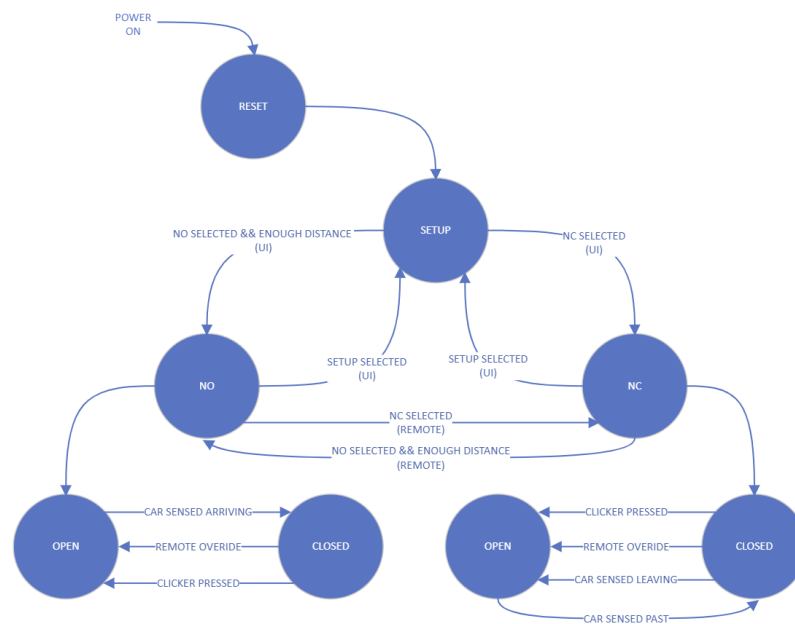 POWER
ON
RESET
SETUP
NO SELECTED && ENOUGH DISTANCE
(UI)
NC SELECTED
(UI)
SETUP SELECTED
(UI)
SETUP SELECTED
(UI)
NO
NC
NC SELECTED
(REMOTE)
NO SELECTED && ENOUGH DISTANCE
(REMOTE)
OPEN
CAR SENSED ARRIVING
REMOTE OVERIDE
CLICKER PRESSED
CLOSED
OPEN
CLICKER PRESSED
REMOTE OVERIDE
CAR SENSED LEAVING
CLOSED
CAR SENSED PAST